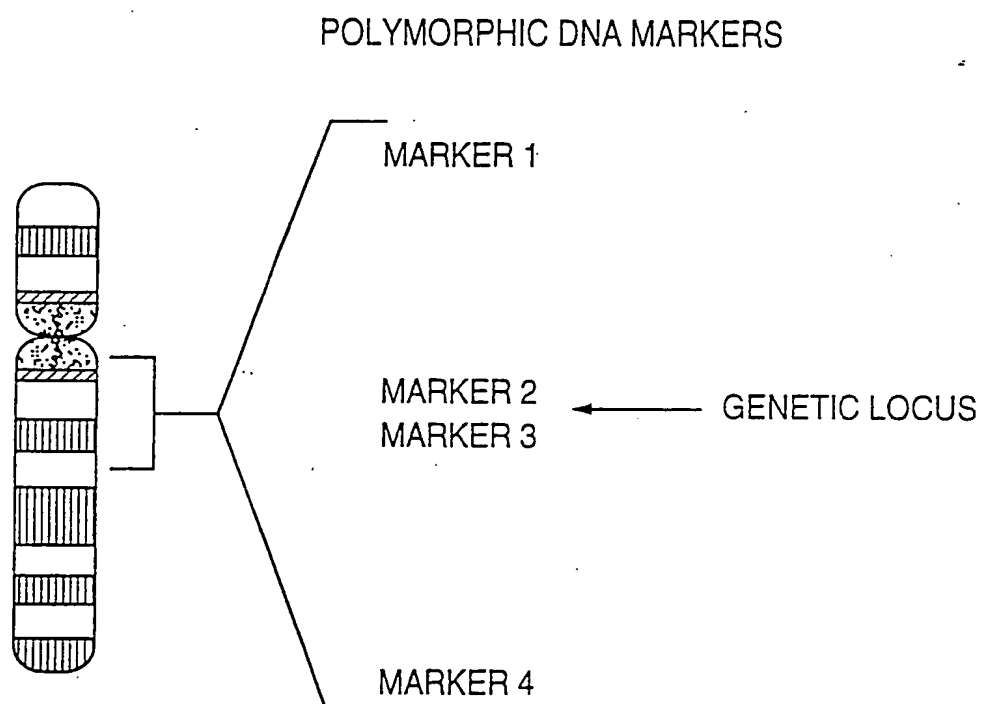 POLYMORPHIC DNA MARKERS
MARKER 1
MARKER 2
MARKER 3
GENETIC LOCUS
MARKER 4